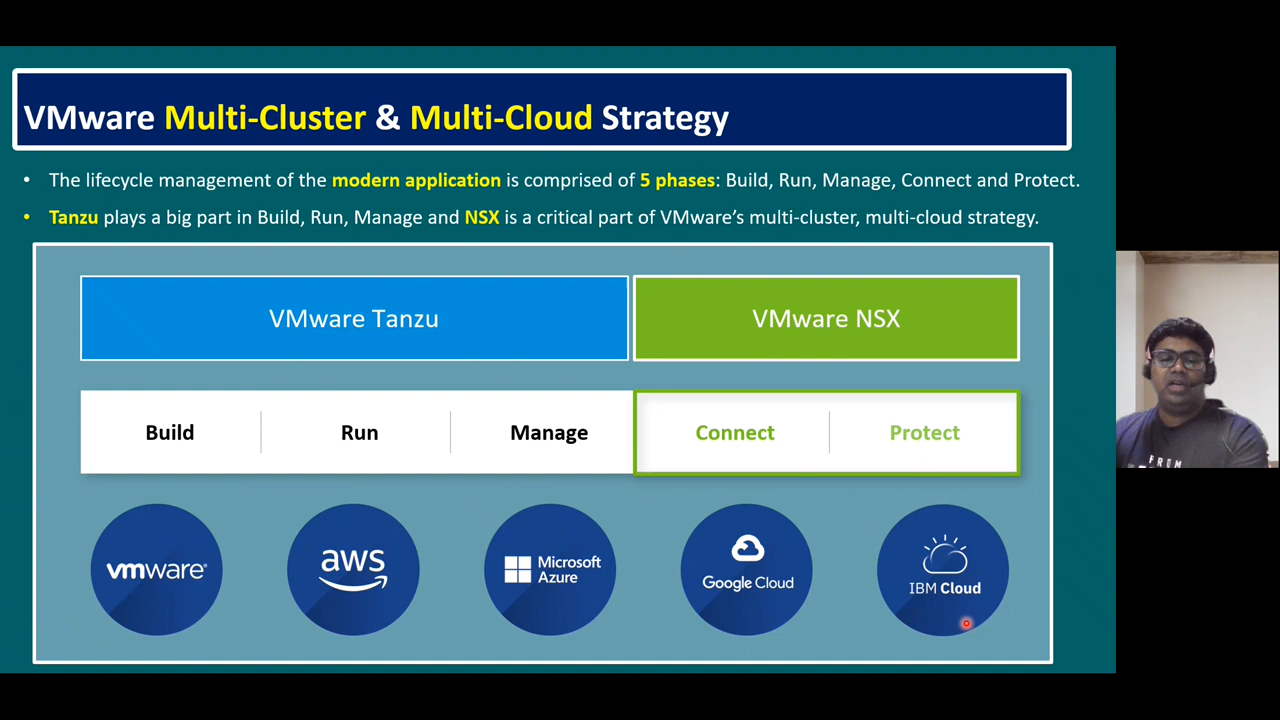 VMware Multi-Cluster & Multi-Cloud Strategy
• The lifecycle management of the modern application is comprised of 5 phases: Build, Run, Manage, Connect and Protect.
• Tanzu plays a big part in Build, Run, Manage and NSX is a critical part of VMware's multi-cluster, multi-cloud strategy.
VMware Tanzu
VMware NSX
Build
Run
Manage
Connect
Protect
vmware®
aws
Microsoft
Azure
Google Cloud
IBM Cloud
FROM